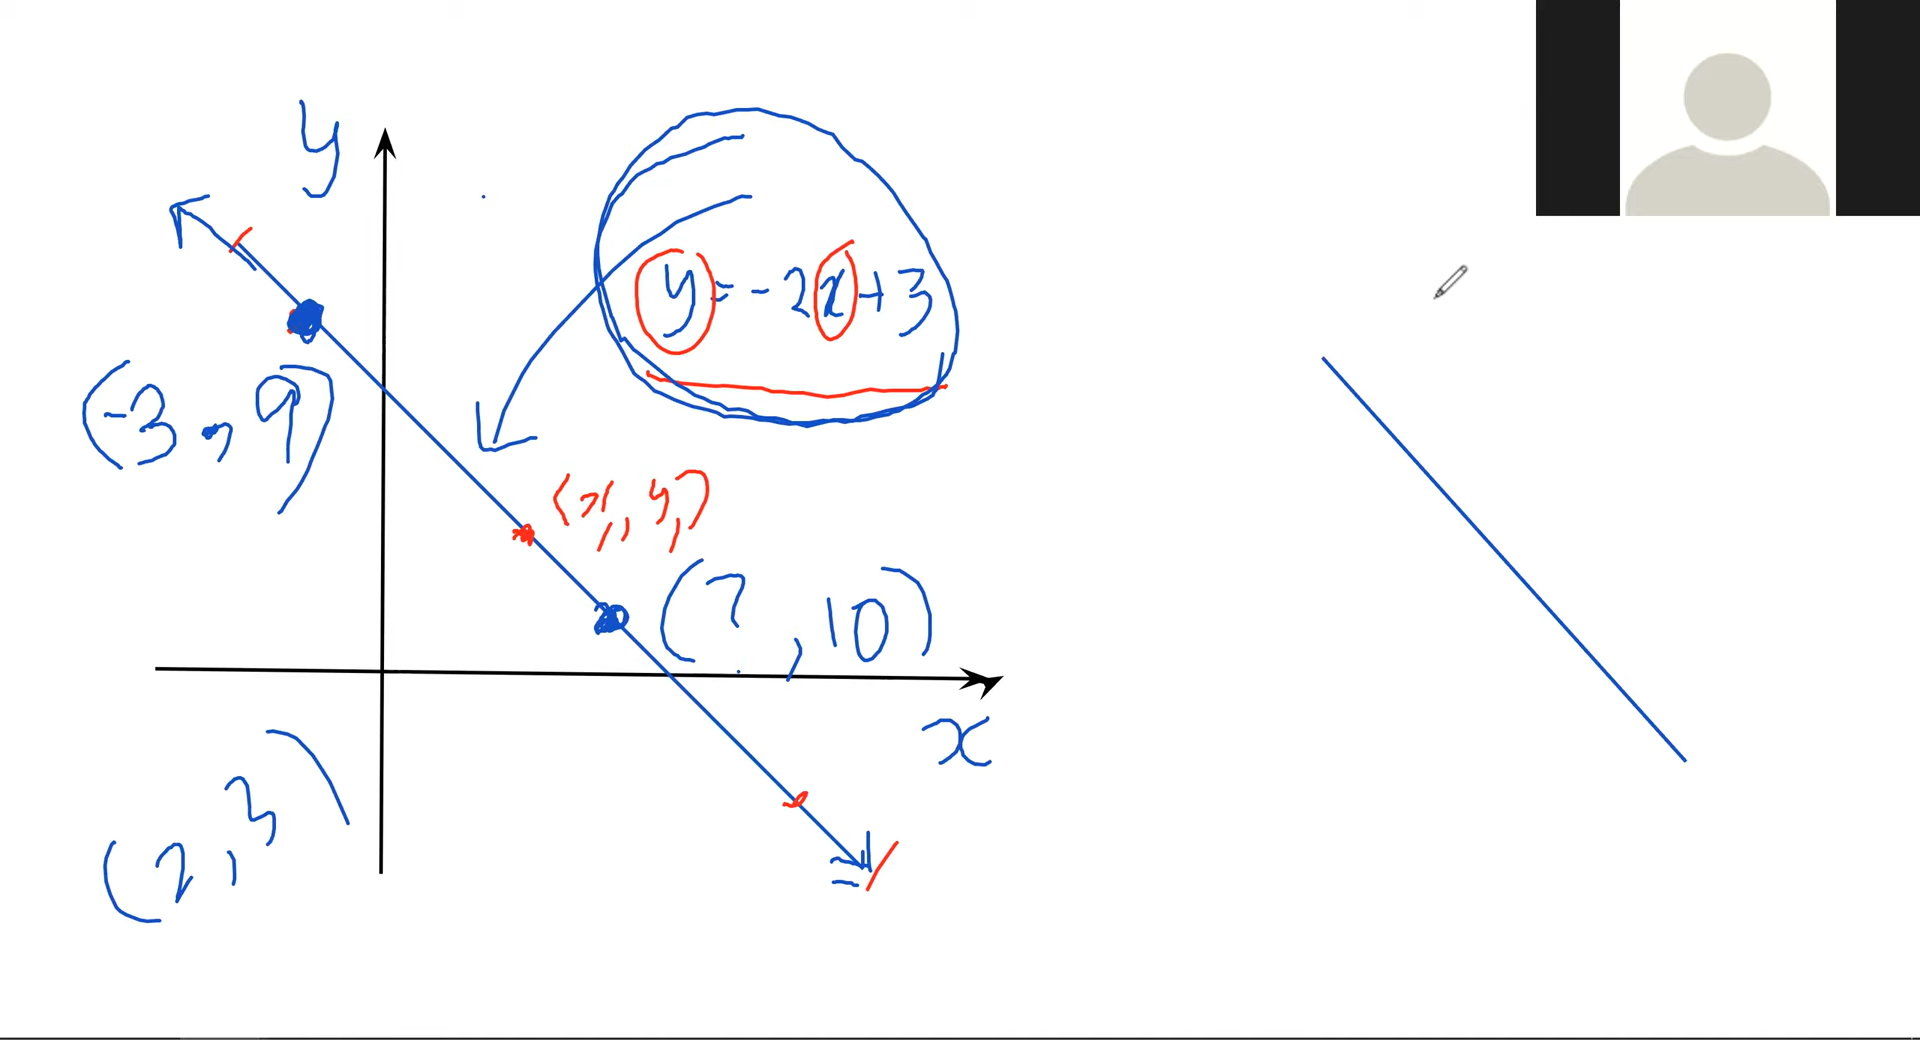 y
y = -2x+3
(-3, 9)
(x, y)
(?, 10)
x
(2, 3)